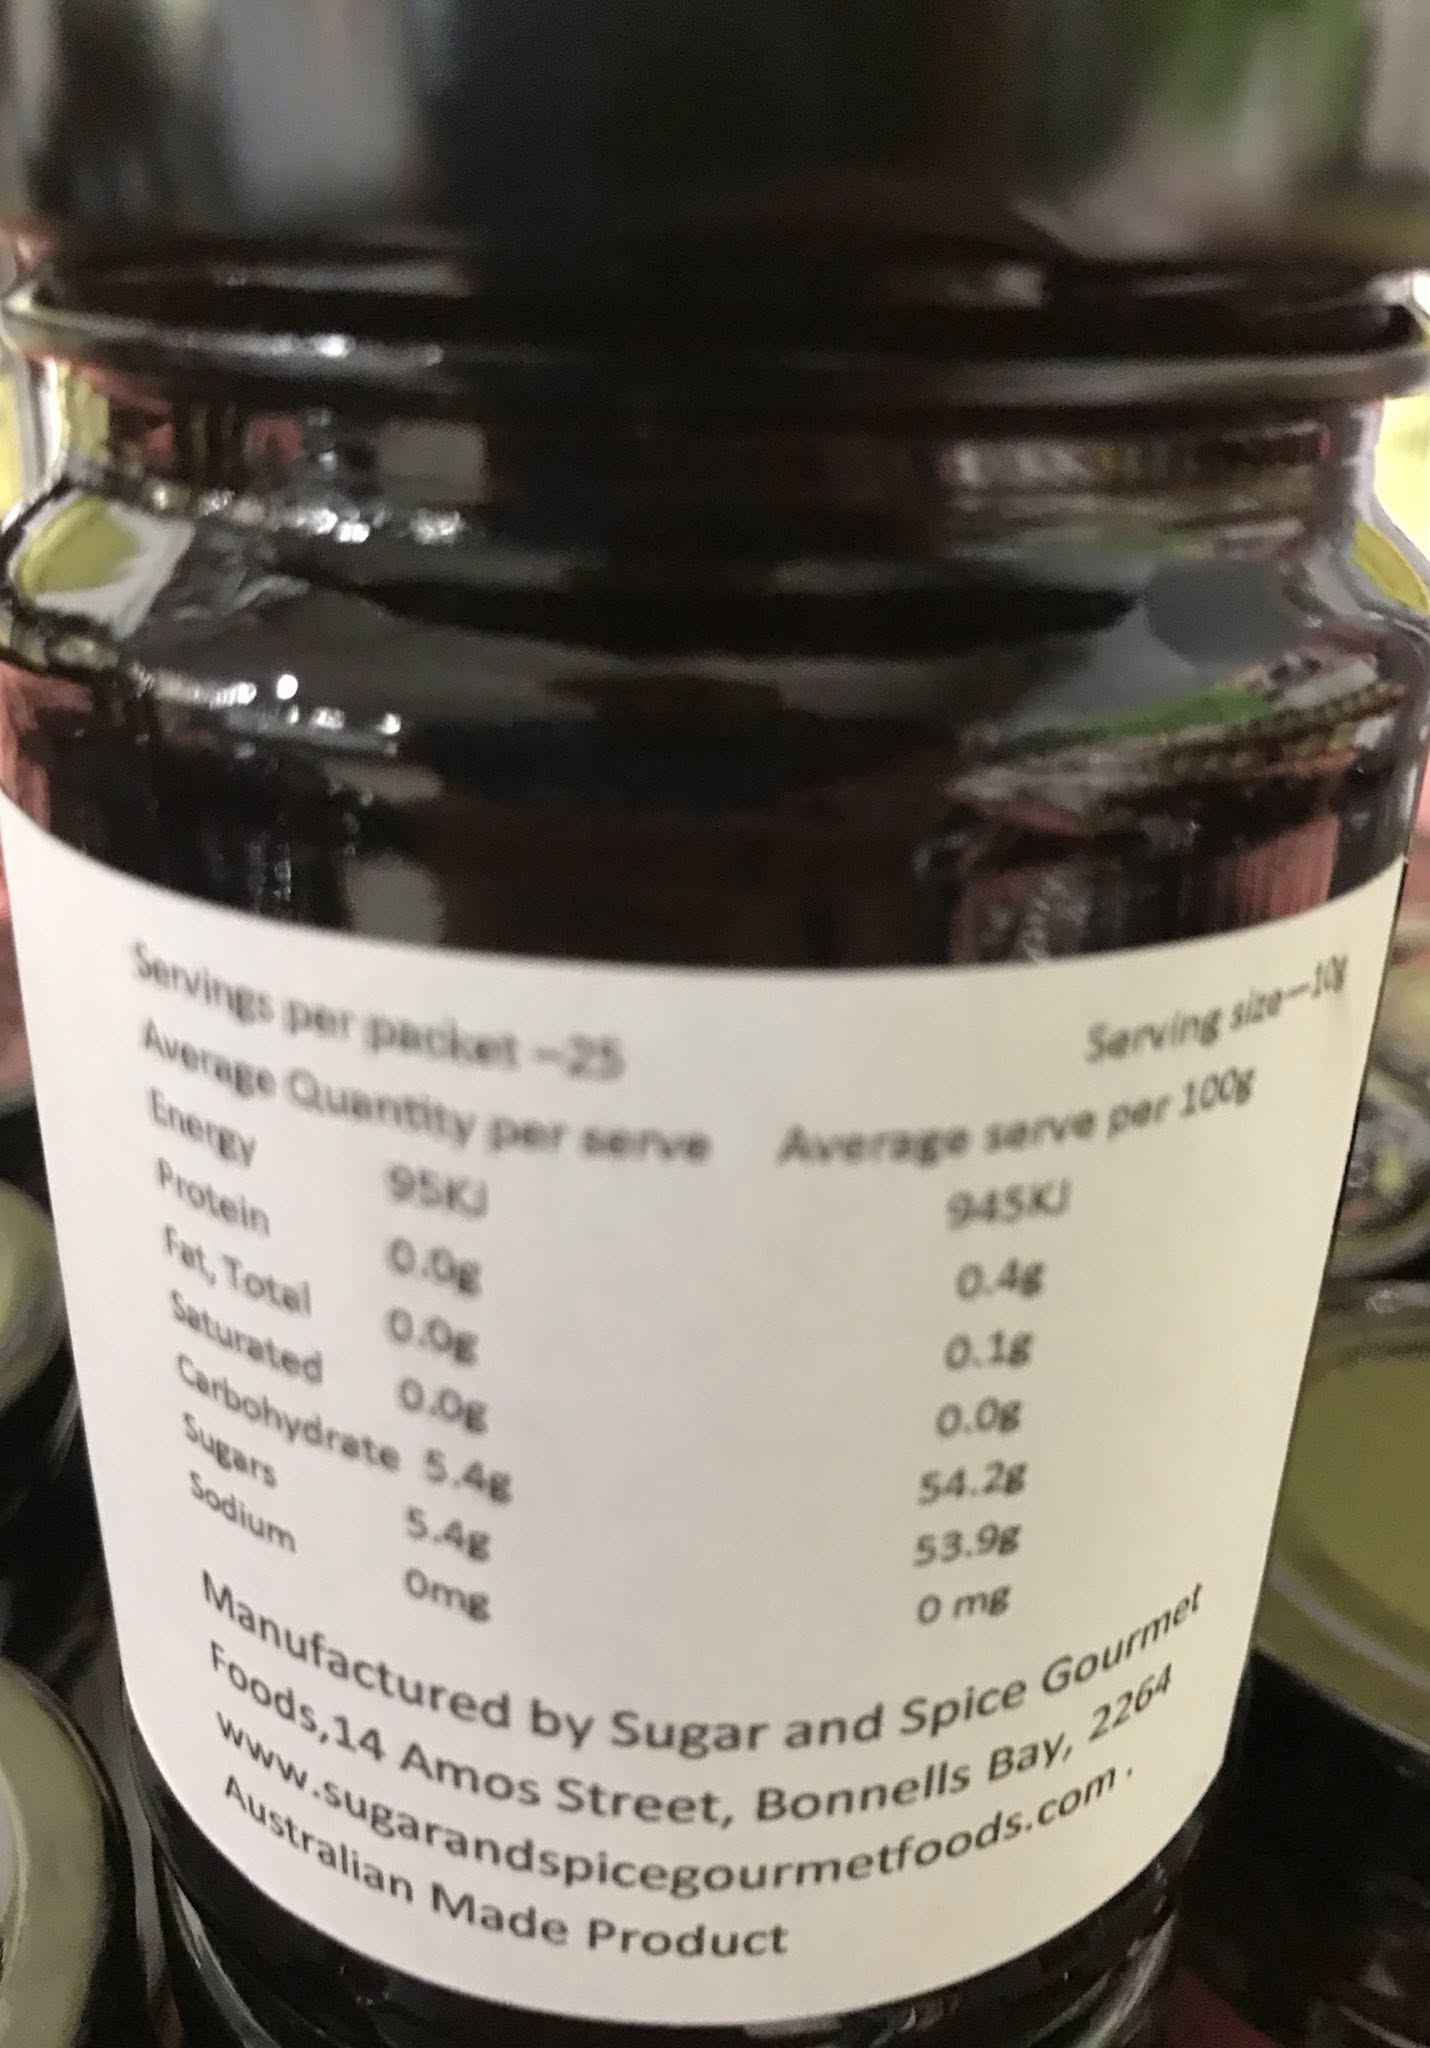 Servings per packet –25 Serving size—10g
Average Quantity per serve Average serve per 100g
Energy 95KJ 945KJ
Protein 0.0g 0.4g
Fat, Total 0.0g 0.1g
Saturated 0.0g 0.0g
Carbohydrate 5.4g 54.2g
Sugars 5.4g 53.9g
Sodium 0mg 0 mg
Manufactured by Sugar and Spice Gourmet
Foods,14 Amos Street, Bonnells Bay, 2264
www.sugarandspicegourmetfoods.com.
Australian Made Product